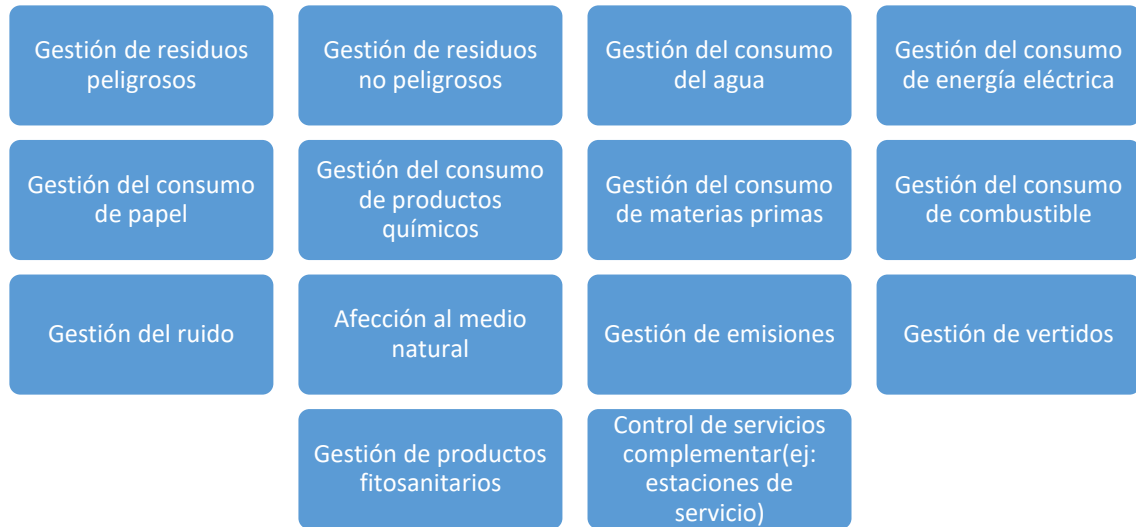 Gestión de residuos
peligrosos
Gestión de residuos
no peligrosos
Gestión del consumo
del agua
Gestión del consumo
de energía eléctrica
Gestión del consumo
de papel
Gestión del consumo
de productos
químicos
Gestión del consumo
de materias primas
Gestión del consumo
de combustible
Gestión del ruido
Afección al medio
natural
Gestión de emisiones
Gestión de vertidos
Gestión de productos
fitosanitarios
Control de servicios
complementar(ej:
estaciones de
servicio)